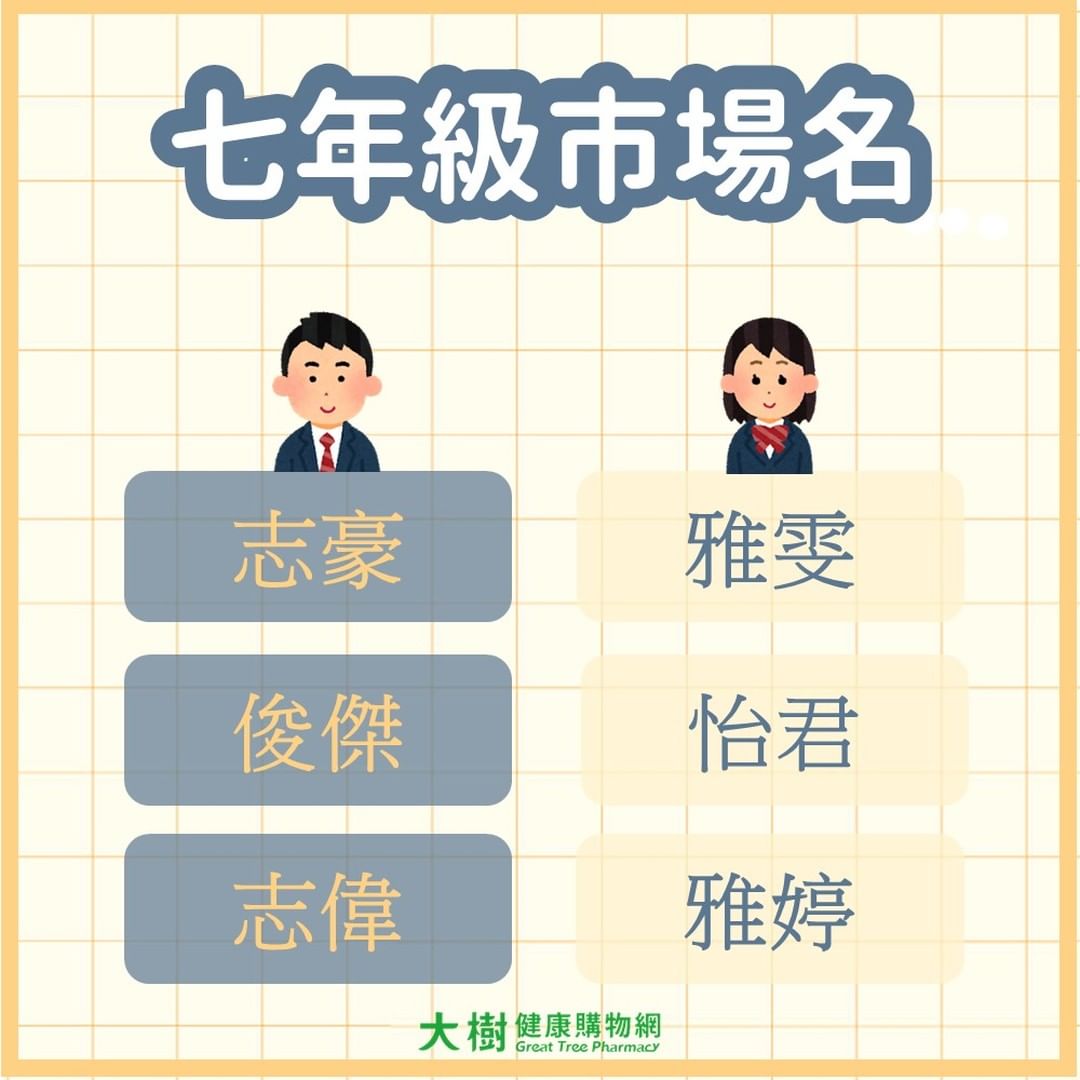 七年級市場名
志豪
雅雯
俊傑
怡君
志偉
雅婷
大樹 健康購物網
Great Tree Pharmacy